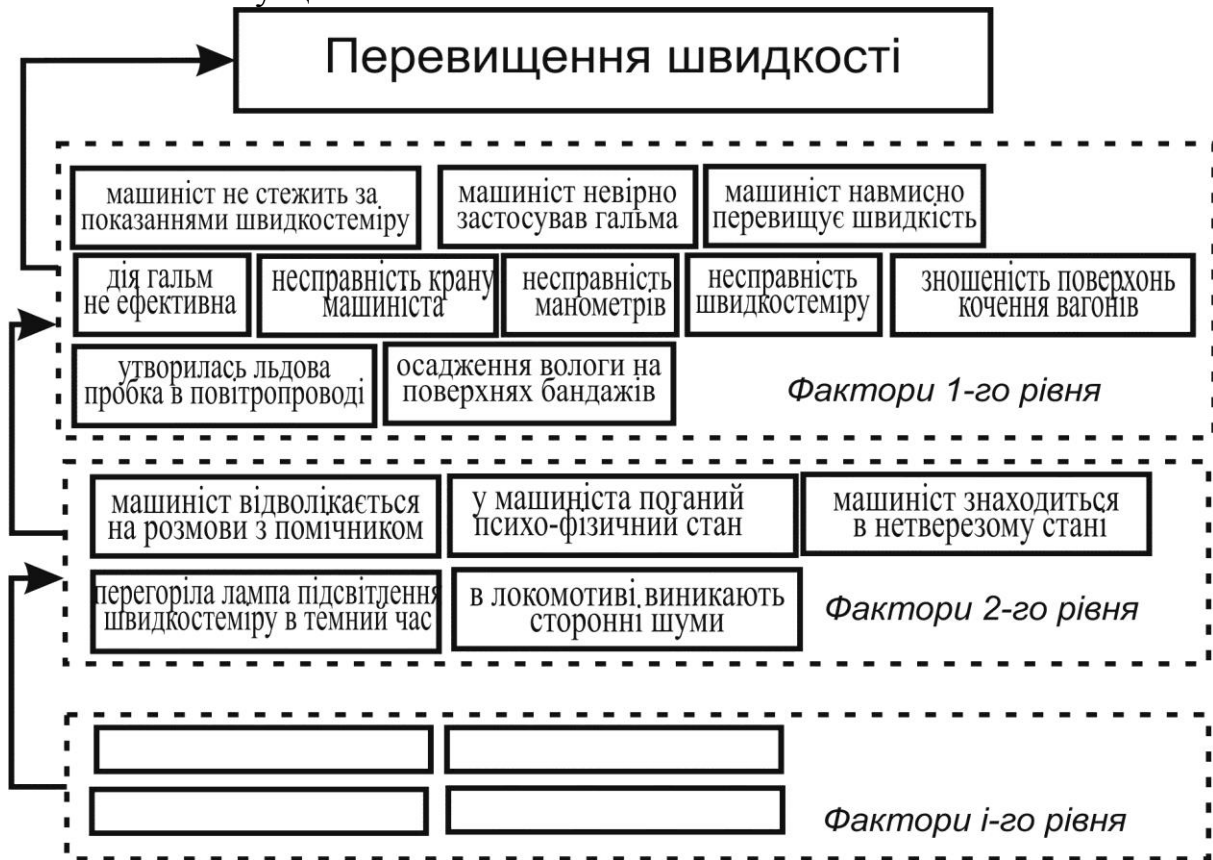 Перевищення швидкості
машиніст не стежить за
показаннями швидкостеміру
машиніст невірно
застосував гальма
машиніст навмисно
перевищує швидкість
дія гальм
не ефективна
несправність крану
машиніста
несправність
манометрів
несправність
швидкостеміру
зношеність поверхонь
кочення вагонів
утворилась льдова
пробка в повітропроводі
осадження вологи на
поверхнях бандажів
Фактори 1-го рівня
машиніст відволікається
на розмови з помічником
у машиніста поганий
психо-фізичний стан
машиніст знаходиться
в нетверезому стані
перегоріла лампа підсвітлення
швидкостеміру в темний час
в локомотиві виникають
сторонні шуми
Фактори 2-го рівня
Фактори і-го рівня